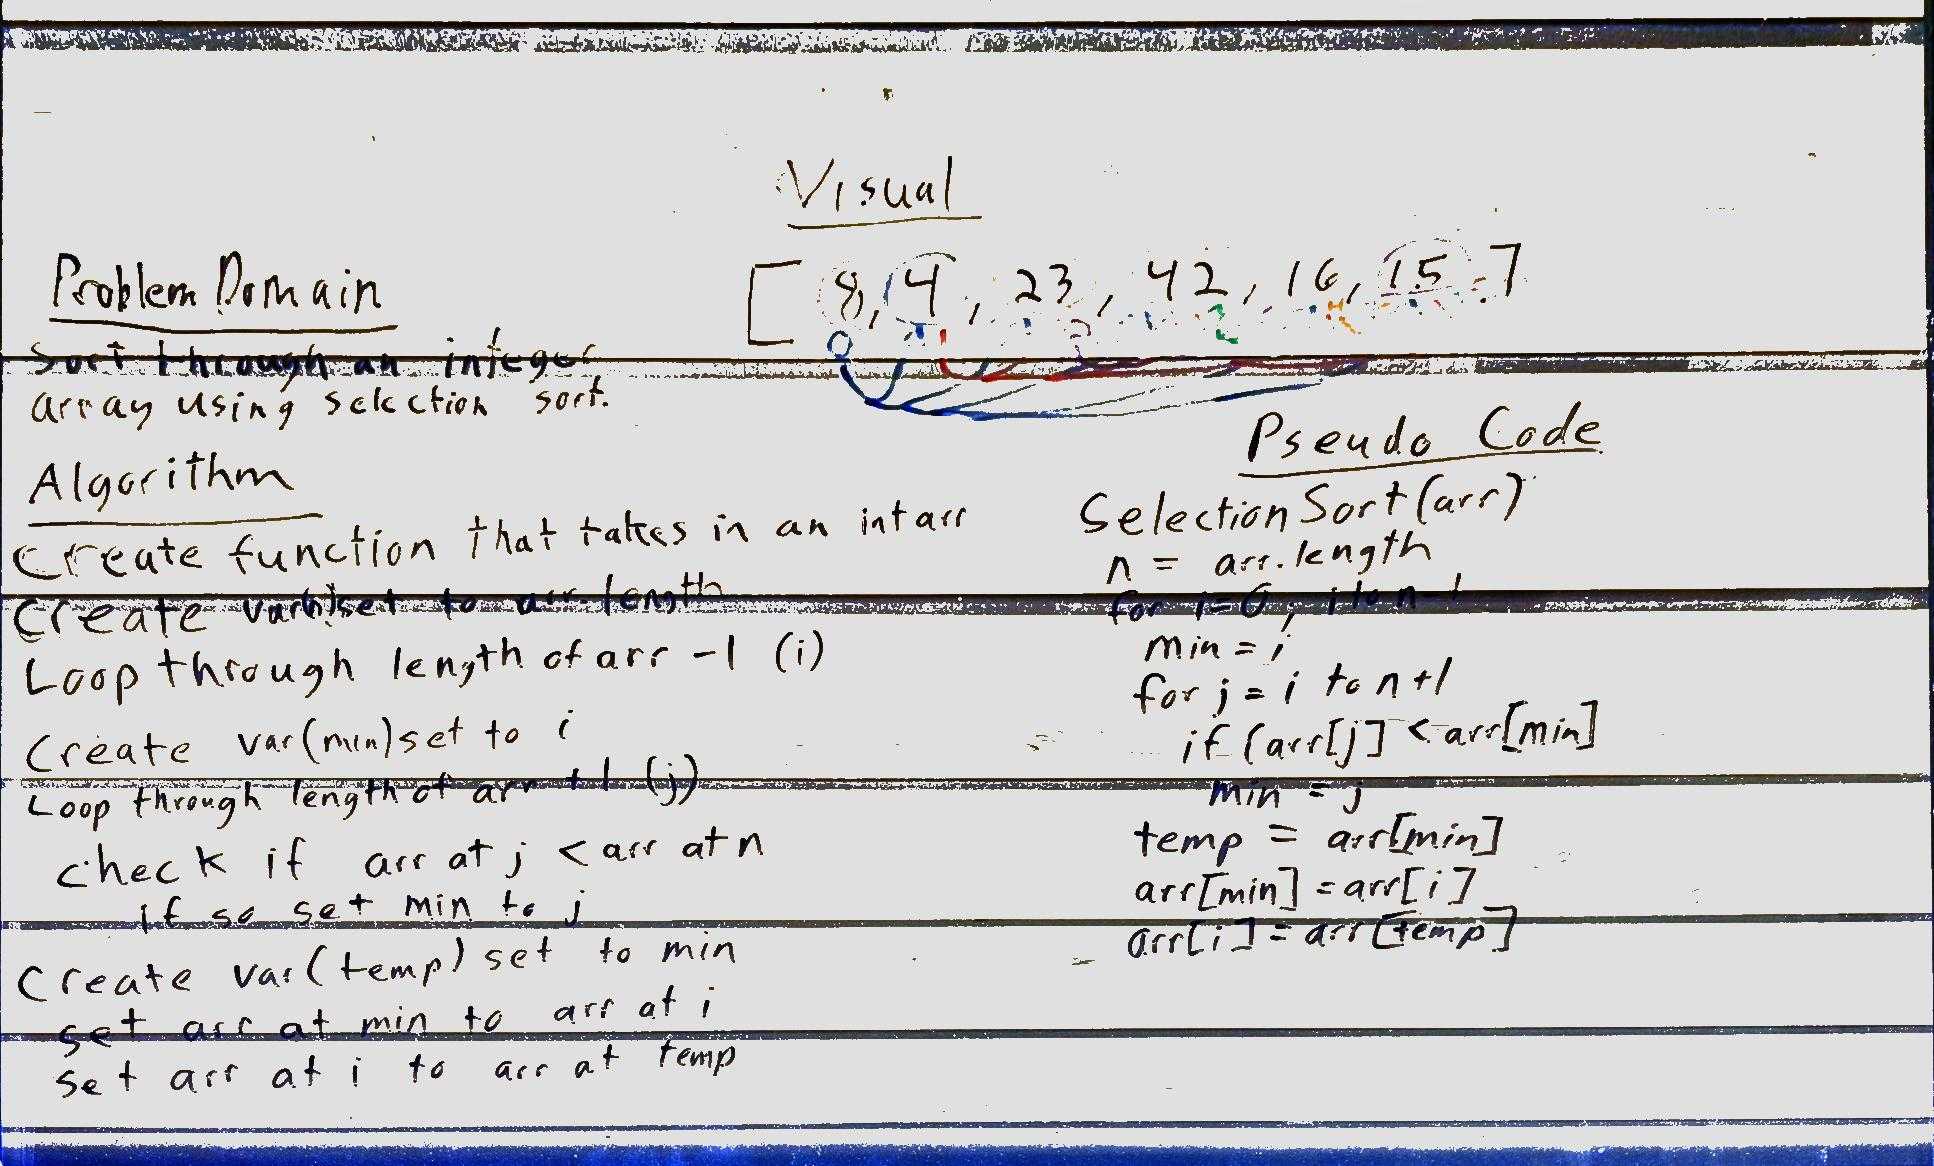 Visual
[8, 4, 23, 42, 16, 15]
Problem Domain
Sort through an integer
array using selection sort.
Algorithm
Create function that takes in an int arr
Create var(n) set to arr.length
Loop through length of arr -1 (i)
Create var(min) set to i
Loop through length of arr +1 (j)
check if arr at j < arr at n
if so set min to j
Create var(temp) set to min
set arr at min to arr at i
set arr at i to arr at temp
Pseudo Code
SelectionSort(arr)
n = arr.length
for i=0, i to n-1
min = i
for j = i to n+1
if (arr[j] < arr[min]
min = j
temp = arr[min]
arr[min] = arr[i]
arr[i] = arr[temp]